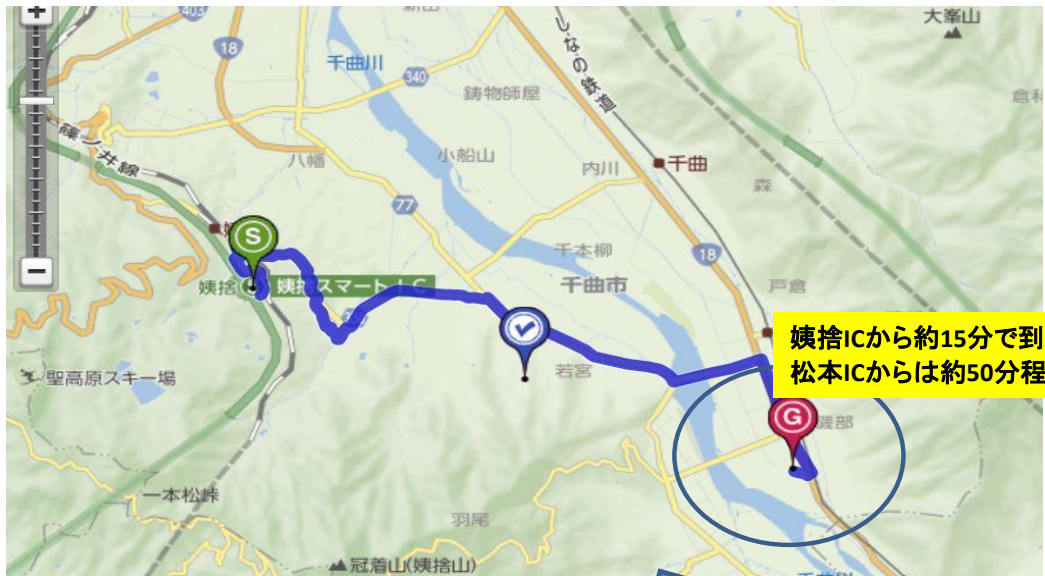 大峯山
403
18
千曲川
340
しなの鉄道
鋳物師屋
篠ノ井線
八幡
小船山
内川
千曲
森
77
S
千本柳
18
姨捨
姨捨スマートIC
千曲市
戸倉
姨捨ICから約15分で到
松本ICからは約50分程
聖高原スキー場
若宮
G
磯部
一本松峠
羽尾
冠着山(姨捨山)